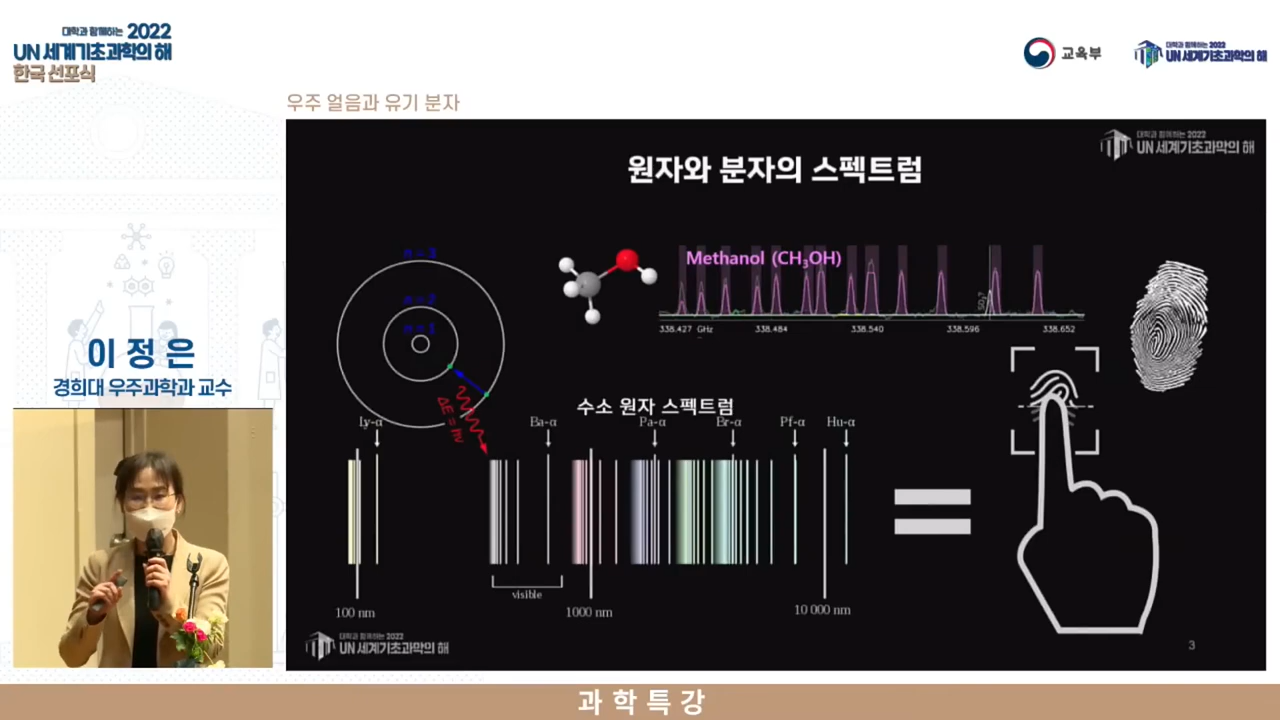 대학과 함께하는 2022
UN 세계기초과학의 해
한국 선포식
교육부
대학과 함께하는 2022
UN 세계기초과학의 해
우주 얼음과 유기 분자
대학과 함께하는 2022
UN 세계기초과학의 해
원자와 분자의 스펙트럼
n = 3
n = 2
n = 1
ΔE = hν
Methanol (CH₃OH)
338.427 GHz 338.484 338.540 338.596 338.652
수소 원자 스펙트럼
Ly-α Ba-α Pa-α Br-α Pf-α Hu-α
visible
100 nm 1000 nm 10 000 nm
대학과 함께하는 2022
UN 세계기초과학의 해
3
이 정 은
경희대 우주과학과 교수
과 학 특 강